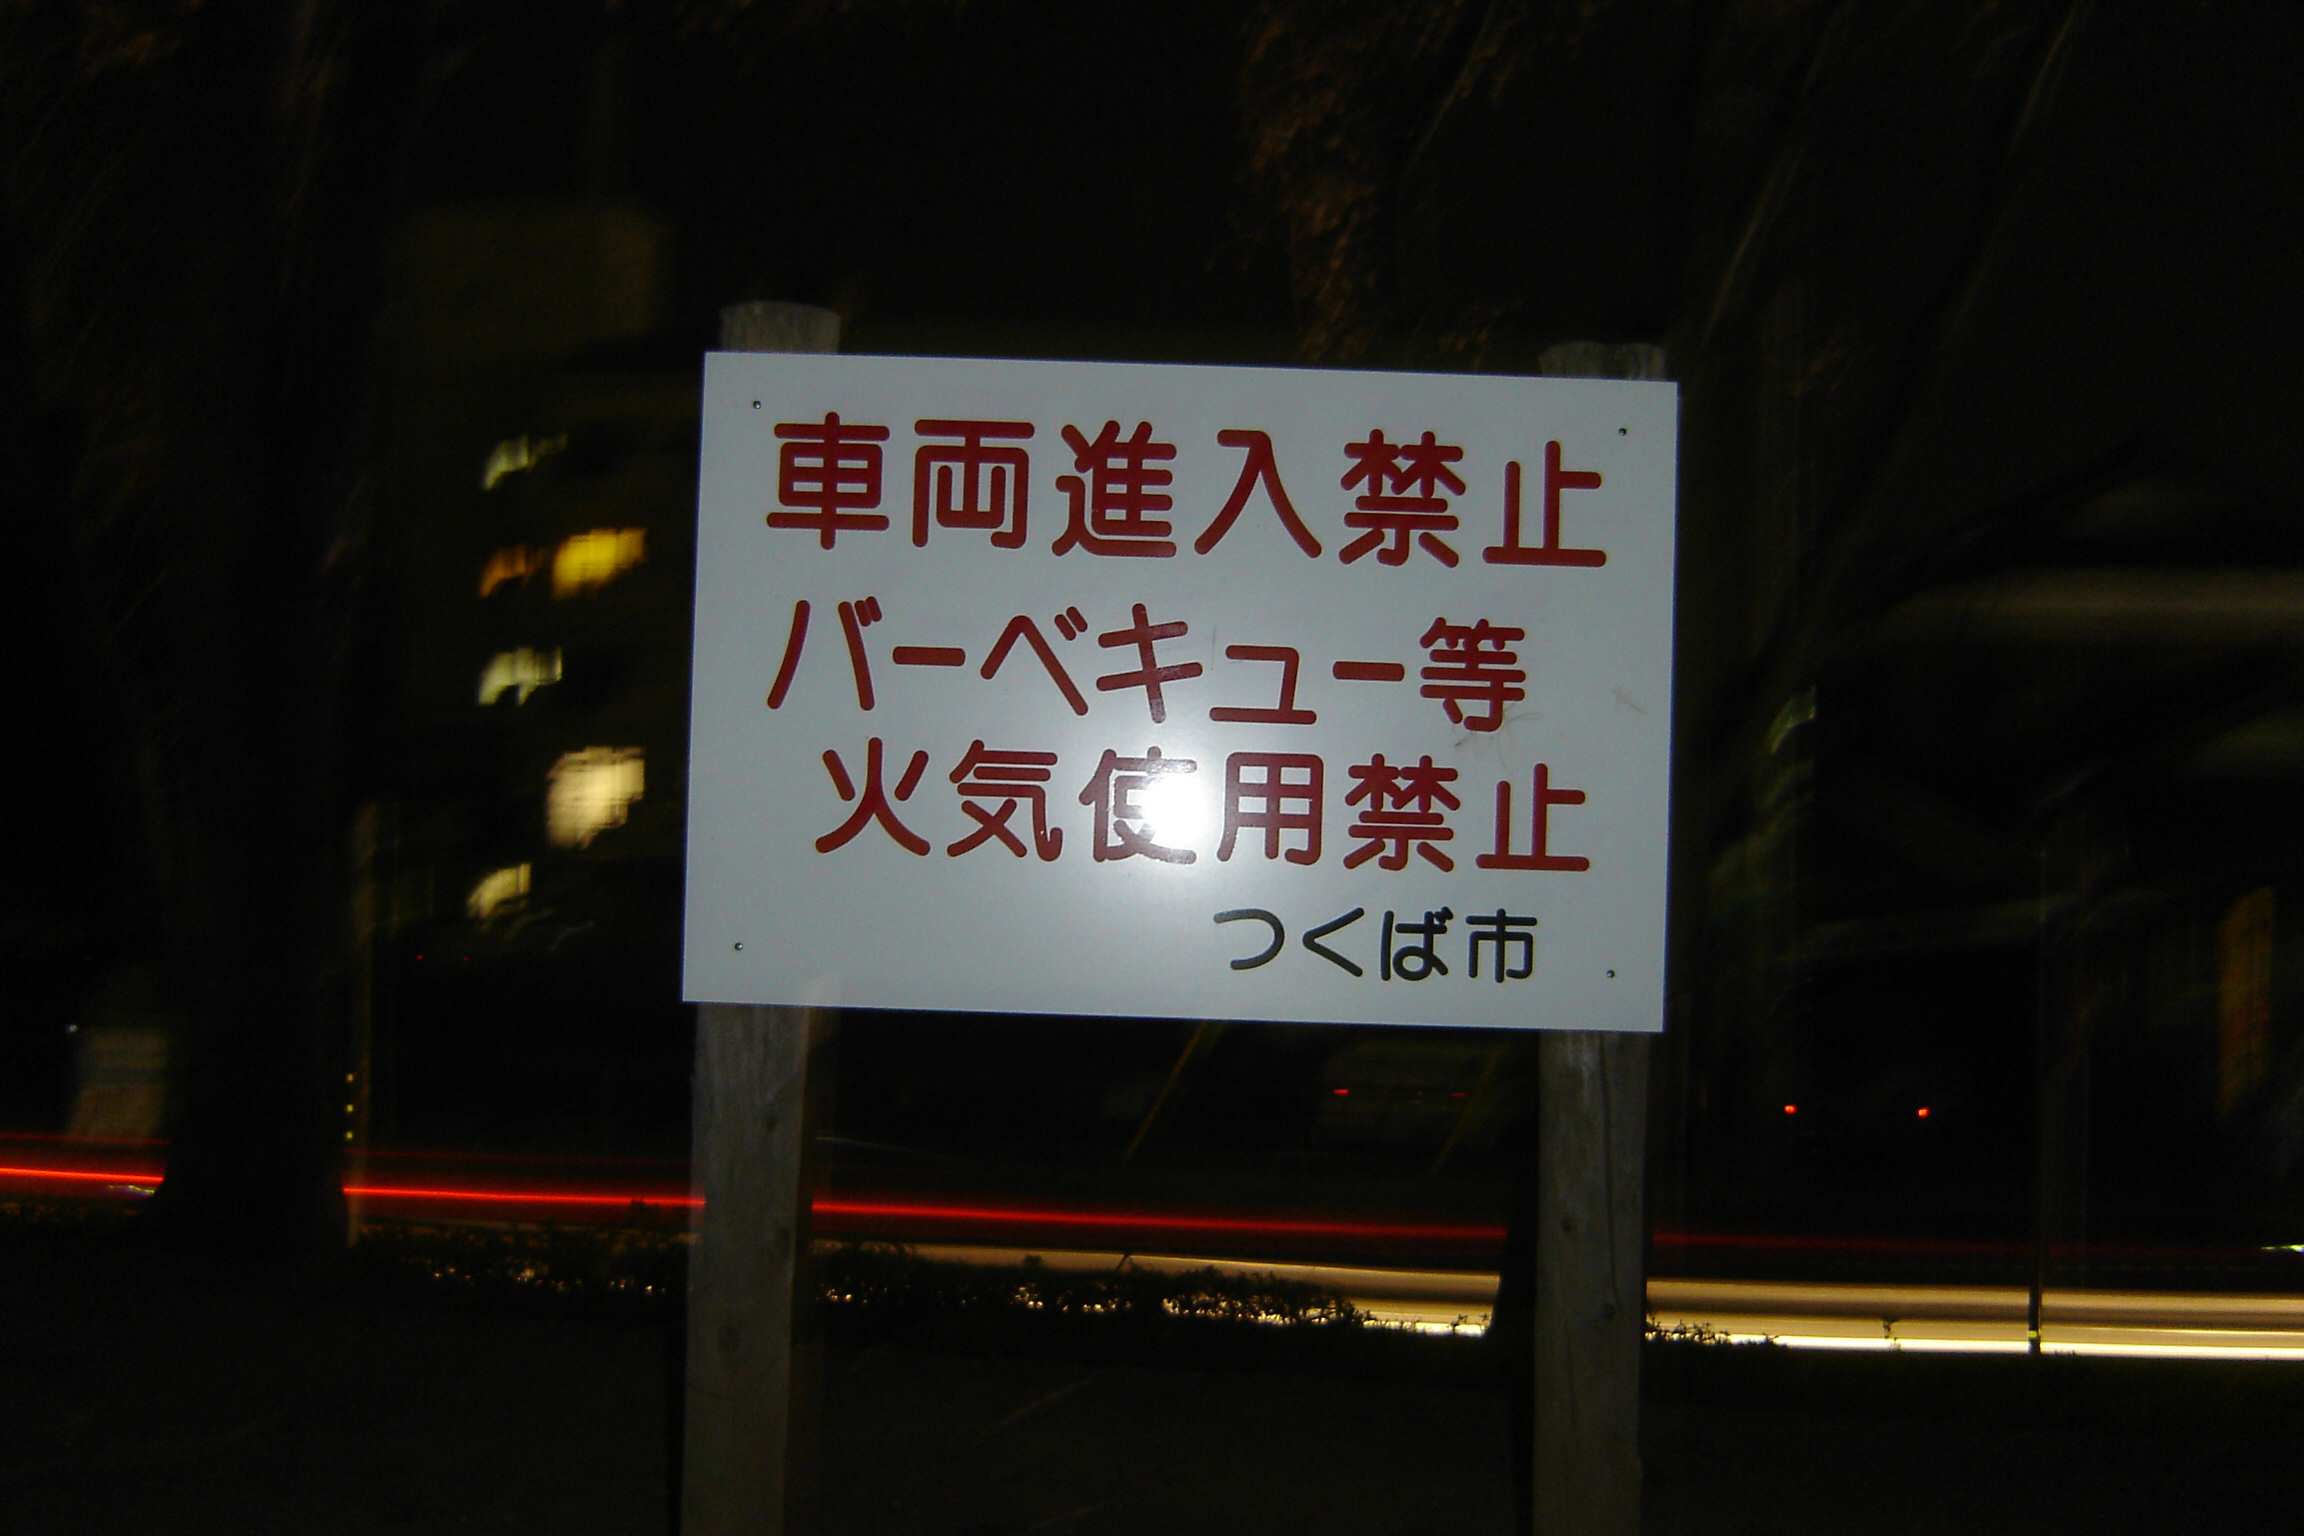 車両進入禁止
バーベキュー等
火気使用禁止
つくば市